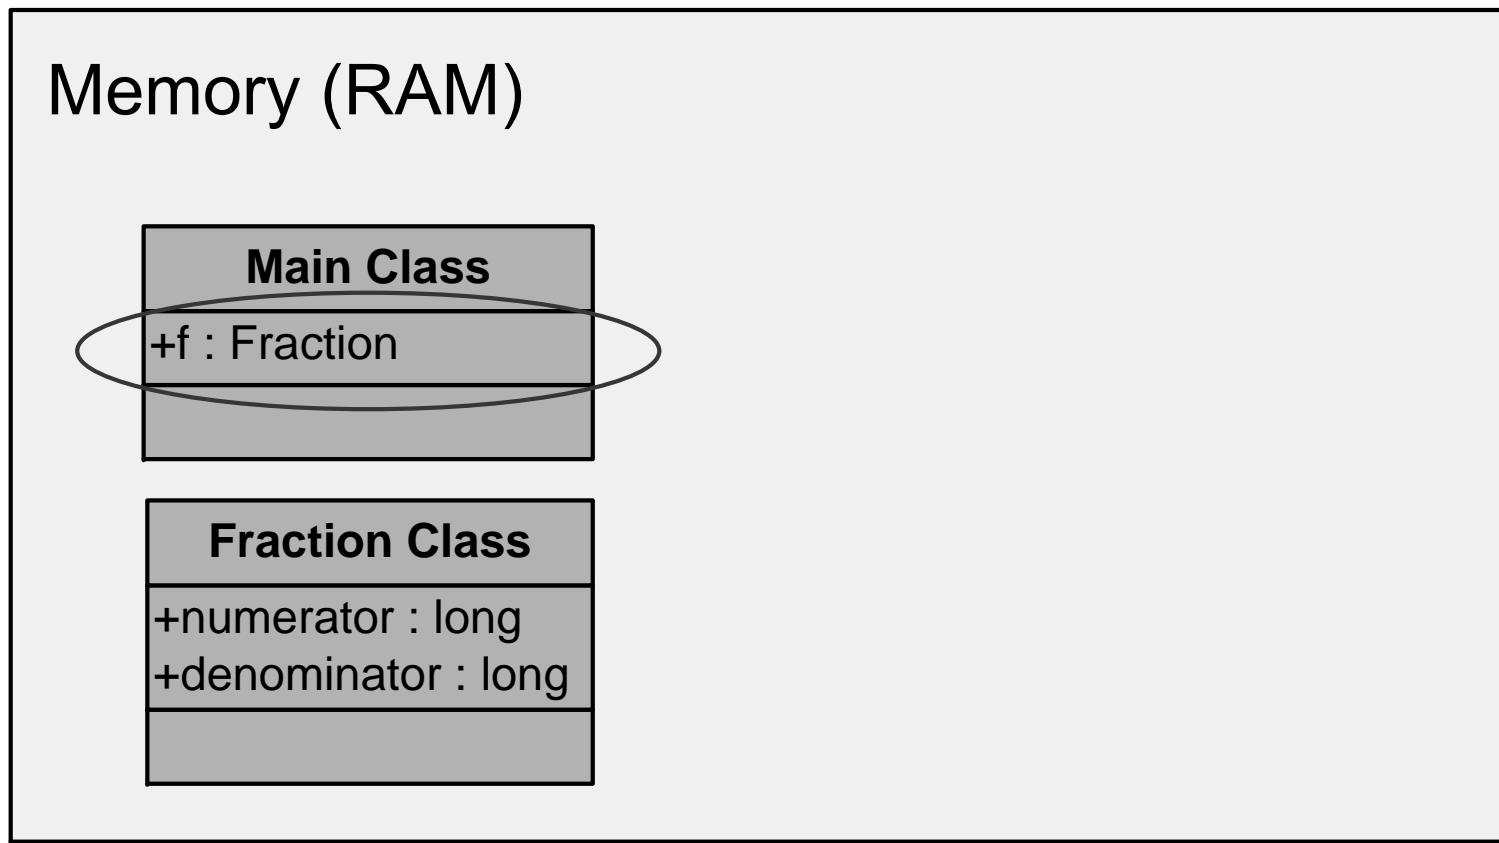 Memory (RAM)
Main Class
+f : Fraction
Fraction Class
+numerator : long
+denominator : long